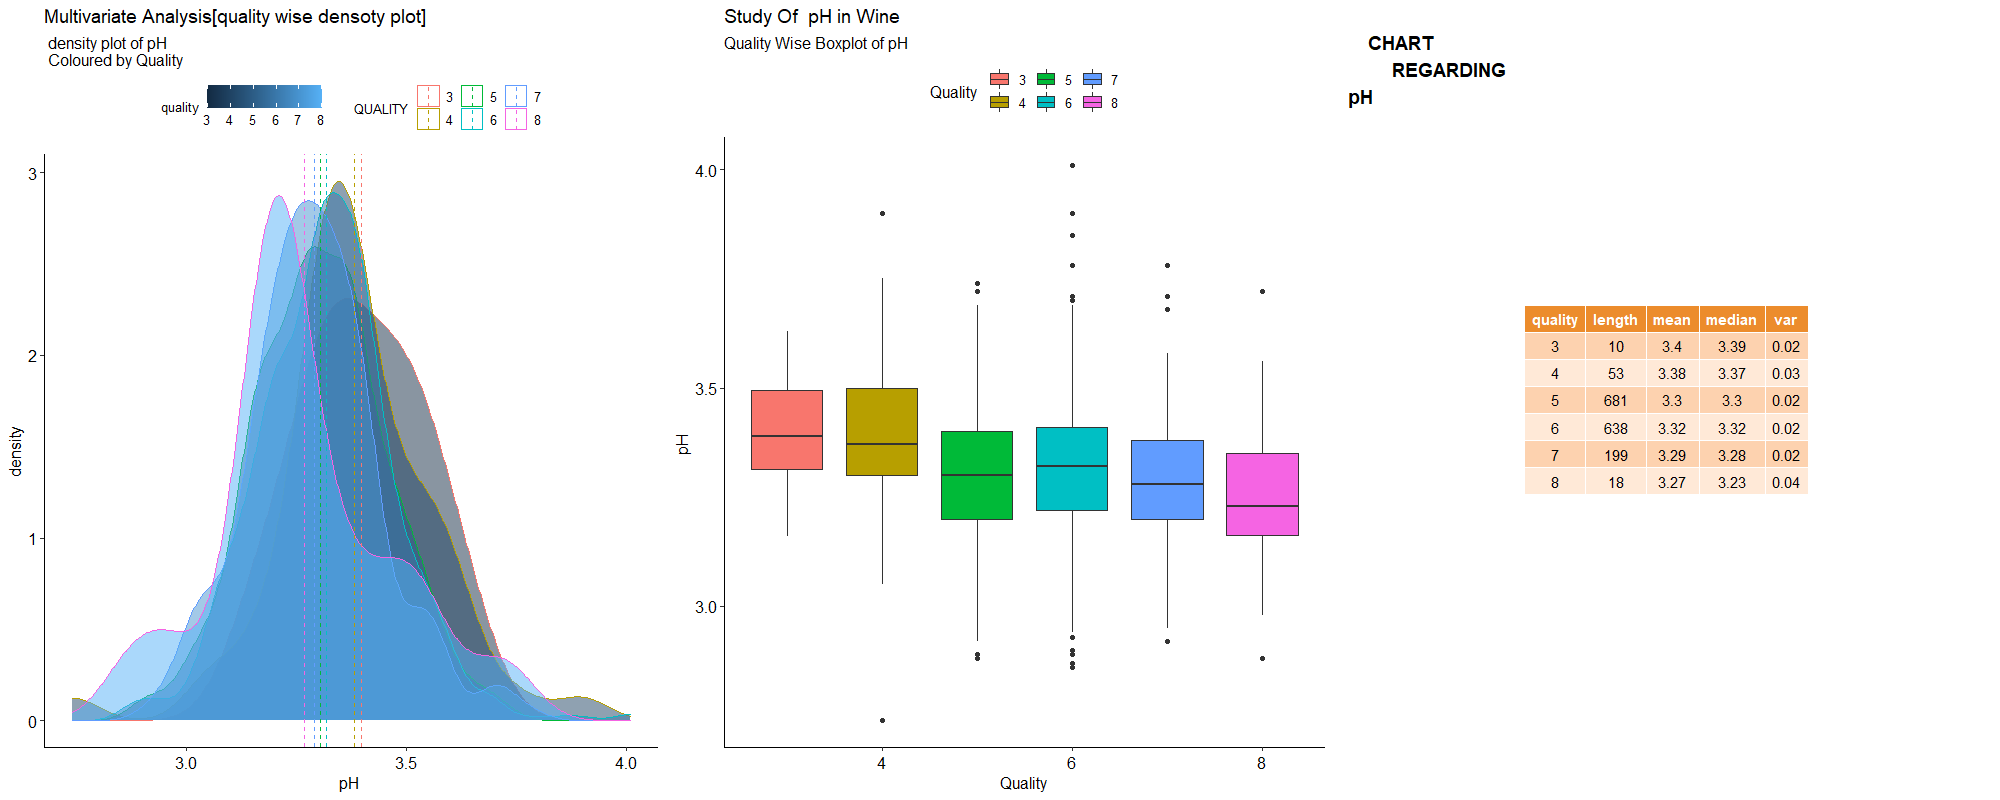 Multivariate Analysis[quality wise densoty plot]
density plot of pH
Coloured by Quality
quality
3 4 5 6 7 8
QUALITY
3 5 7
4 6 8
3
2
1
0
density
3.0 3.5 4.0
pH
Study Of  pH in Wine
Quality Wise Boxplot of pH
Quality
3 5 7
4 6 8
4.0
3.5
3.0
pH
4 6 8
Quality
CHART
REGARDING
pH
quality length mean median var
3 10 3.4 3.39 0.02
4 53 3.38 3.37 0.03
5 681 3.3 3.3 0.02
6 638 3.32 3.32 0.02
7 199 3.29 3.28 0.02
8 18 3.27 3.23 0.04